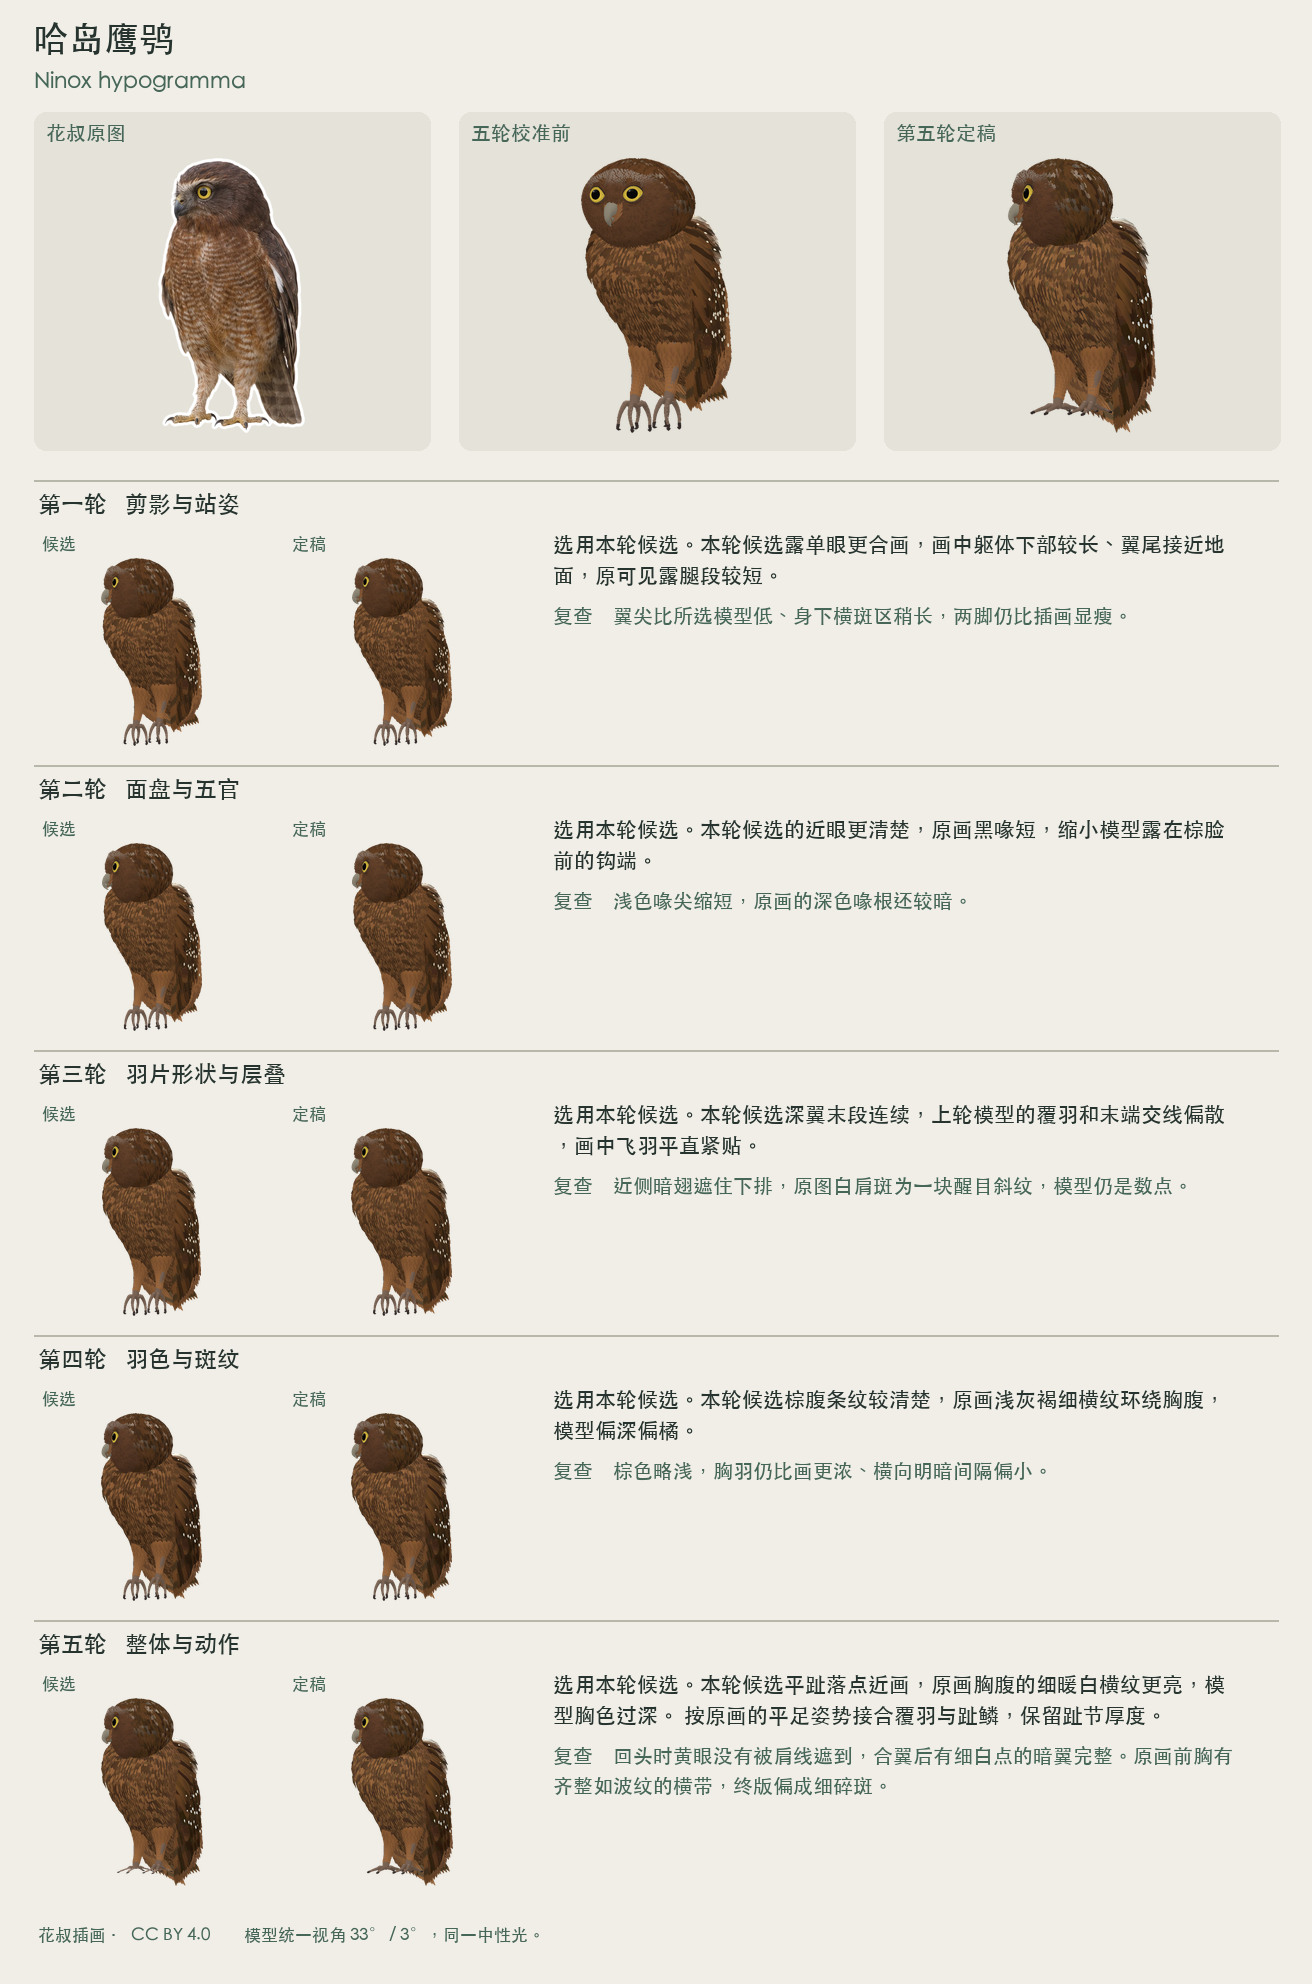 哈岛鹰鸮
Ninox hypogramma
花叔原图
五轮校准前
第五轮定稿
第一轮 剪影与站姿
候选
定稿
选用本轮候选。本轮候选露单眼更合画，画中躯体下部较长、翼尾接近地
面，原可见露腿段较短。
复查 翼尖比所选模型低、身下横斑区稍长，两脚仍比插画显瘦。
第二轮 面盘与五官
候选
定稿
选用本轮候选。本轮候选的近眼更清楚，原画黑喙短，缩小模型露在棕脸
前的钩端。
复查 浅色喙尖缩短，原画的深色喙根还较暗。
第三轮 羽片形状与层叠
候选
定稿
选用本轮候选。本轮候选深翼末段连续，上轮模型的覆羽和末端交线偏散
，画中飞羽平直紧贴。
复查 近侧暗翅遮住下排，原图白肩斑为一块醒目斜纹，模型仍是数点。
第四轮 羽色与斑纹
候选
定稿
选用本轮候选。本轮候选棕腹条纹较清楚，原画浅灰褐细横纹环绕胸腹，
模型偏深偏橘。
复查 棕色略浅，胸羽仍比画更浓、横向明暗间隔偏小。
第五轮 整体与动作
候选
定稿
选用本轮候选。本轮候选平趾落点近画，原画胸腹的细暖白横纹更亮，模
型胸色过深。 按原画的平足姿势接合覆羽与趾鳞，保留趾节厚度。
复查 回头时黄眼没有被肩线遮到，合翼后有细白点的暗翼完整。原画前胸有
齐整如波纹的横带，终版偏成细碎斑。
花叔插画 · CC BY 4.0 模型统一视角 33° / 3° ，同一中性光。